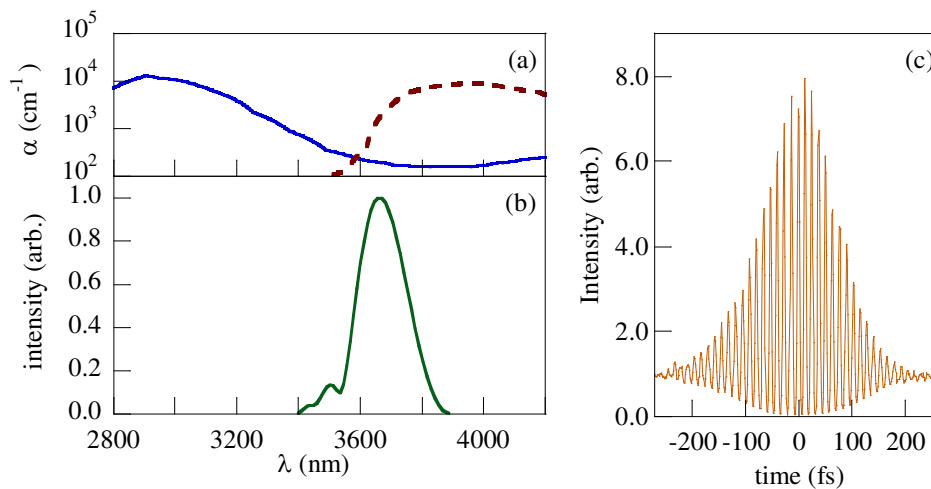 10^5
10^4
10^3
10^2
α (cm^-1)
(a)
1.0
0.8
0.6
0.4
0.2
0.0
intensity (arb.)
(b)
2800 3200 3600 4000
λ (nm)
8.0
6.0
4.0
2.0
0.0
Intensity (arb.)
(c)
-200 -100 0 100 200
time (fs)